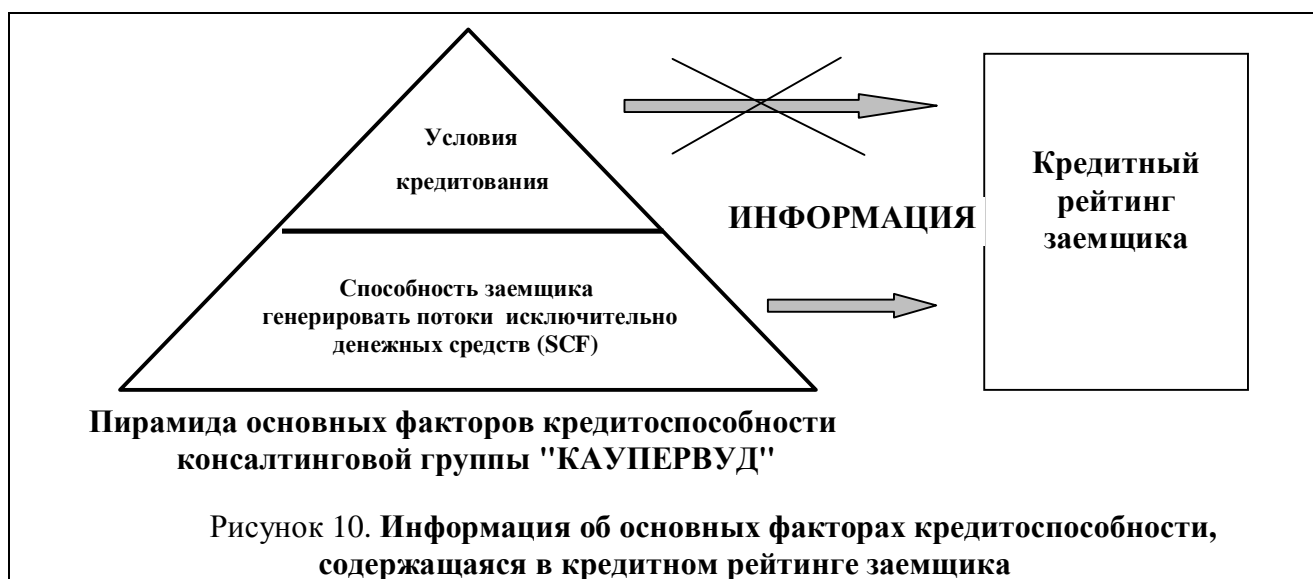 Условия
кредитования
Способность заемщика
генерировать потоки исключительно
денежных средств (SCF)
ИНФОРМАЦИЯ
Кредитный
рейтинг
заемщика
Пирамида основных факторов кредитоспособности
консалтинговой группы "КАУПЕРВУД"
Рисунок 10. Информация об основных факторах кредитоспособности,
содержащаяся в кредитном рейтинге заемщика